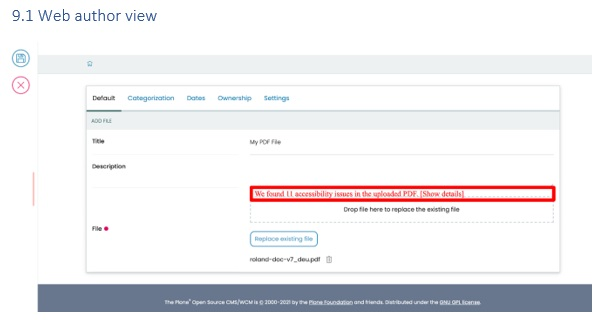 9.1 Web author view
Default Categorization Dates Ownership Settings
ADD FILE
Title My PDF File
Description
We found 11 accessibility issues in the uploaded PDF. [Show details]
Drop file here to replace the existing file
File
Replace existing file
roland-doc-v7_deu.pdf
The Plone® Open Source CMS/WCM is © 2000-2021 by the Plone Foundation and friends. Distributed under the GNU GPL license.